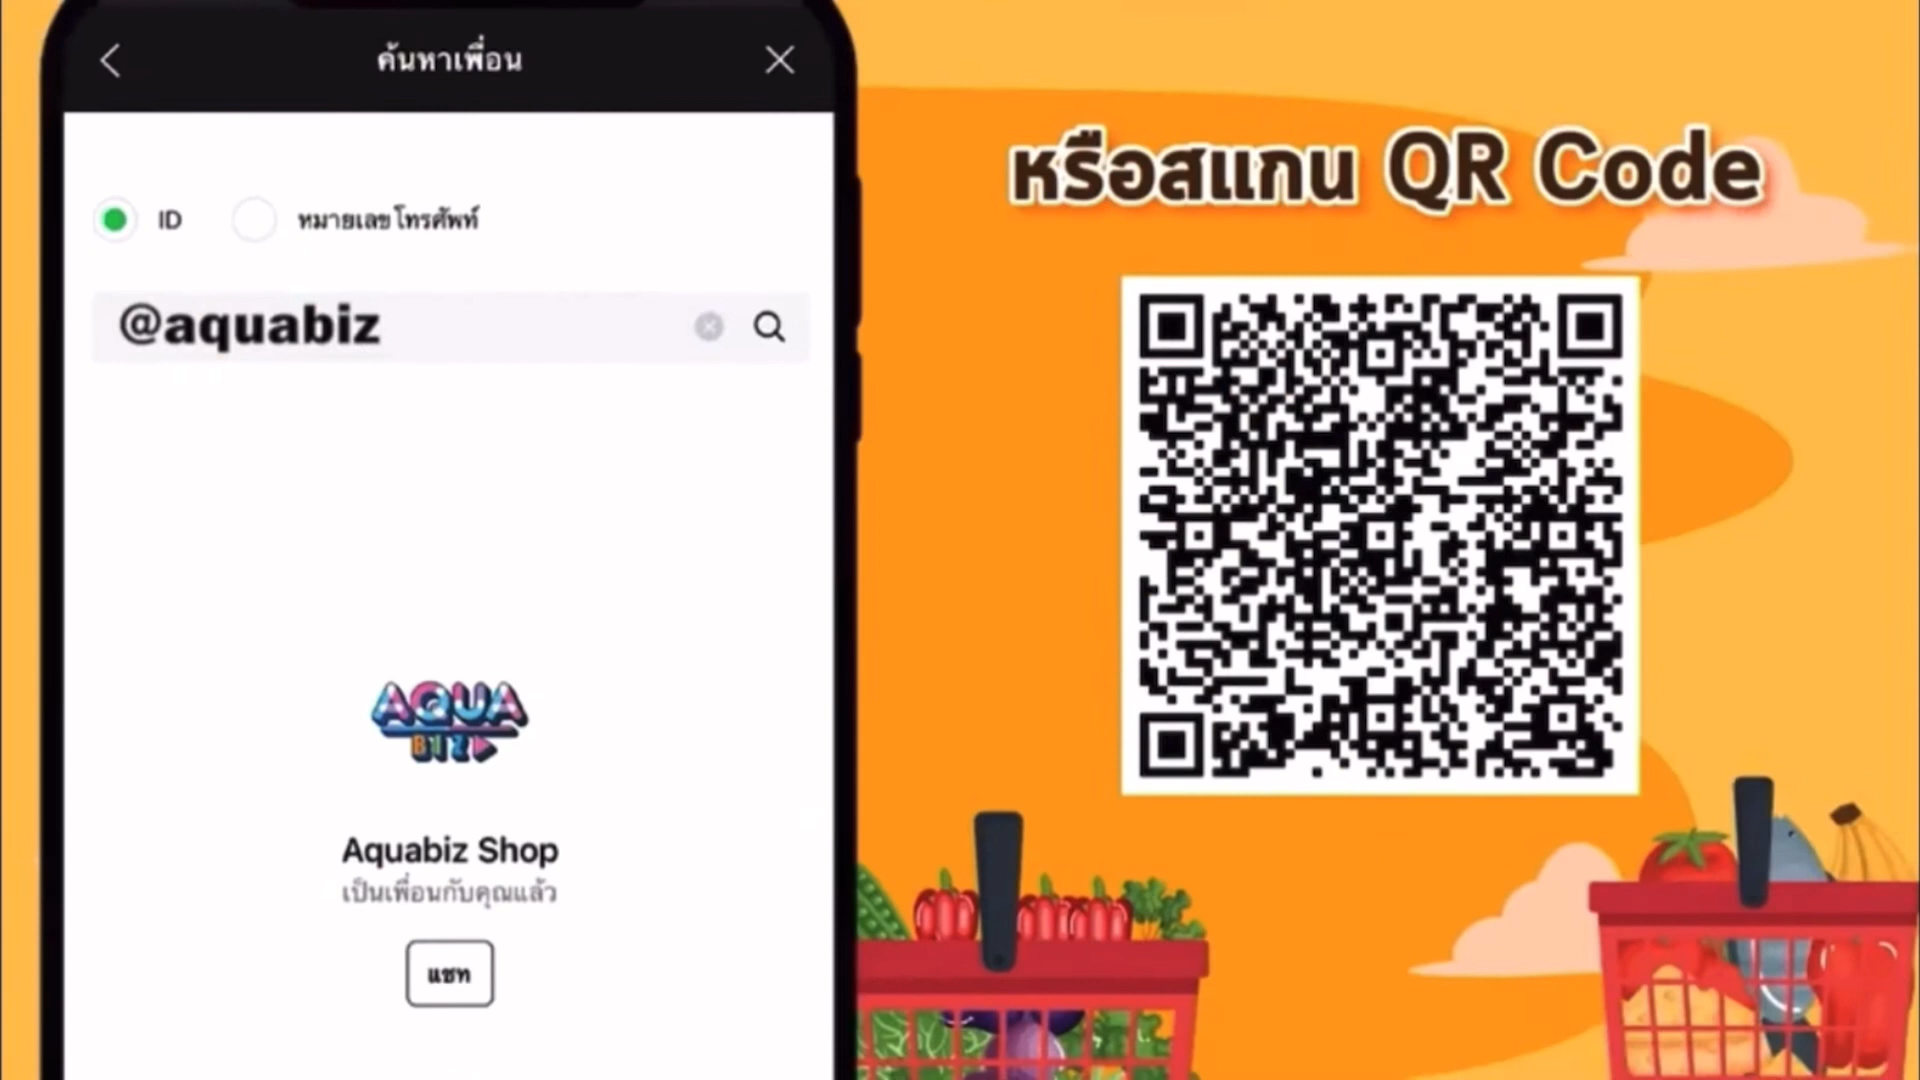 ค้นหาเพื่อน
ID หมายเลขโทรศัพท์
@aquabiz
AQUA
BIZ
Aquabiz Shop
เป็นเพื่อนกับคุณแล้ว
แชท
หรือสแกน QR Code